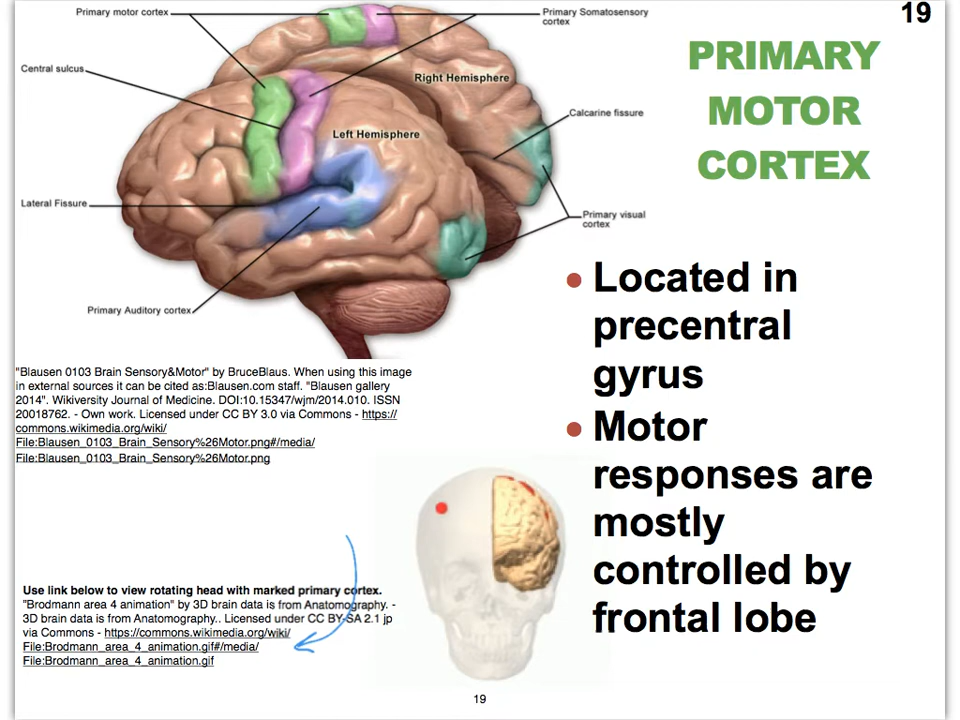 19
PRIMARY
MOTOR
CORTEX
Primary motor cortex
Primary Somatosensory
cortex
Central sulcus
Right Hemisphere
Calcarine fissure
Left Hemisphere
Lateral Fissure
Primary visual
cortex
Primary Auditory cortex
• Located in
precentral
gyrus
• Motor
responses are
mostly
controlled by
frontal lobe
"Blausen 0103 Brain Sensory&Motor" by BruceBlaus. When using this image
in external sources it can be cited as:Blausen.com staff. "Blausen gallery
2014". Wikiversity Journal of Medicine. DOI:10.15347/wjm/2014.010. ISSN
20018762. - Own work. Licensed under CC BY 3.0 via Commons - https://
commons.wikimedia.org/wiki/
File:Blausen_0103_Brain_Sensory%26Motor.png#/media/
File:Blausen_0103_Brain_Sensory%26Motor.png
Use link below to view rotating head with marked primary cortex.
"Brodmann area 4 animation" by 3D brain data is from Anatomography. -
3D brain data is from Anatomography.. Licensed under CC BY-SA 2.1 jp
via Commons - https://commons.wikimedia.org/wiki/
File:Brodmann_area_4_animation.gif#/media/
File:Brodmann_area_4_animation.gif
19